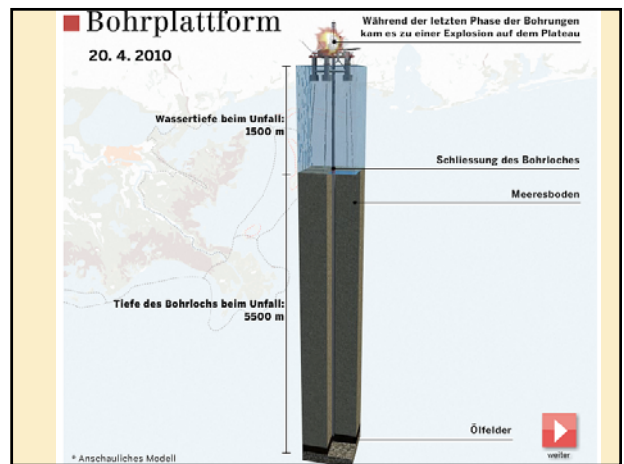 Bohrplattform
20. 4. 2010
Während der letzten Phase der Bohrungen
kam es zu einer Explosion auf dem Plateau
Wassertiefe beim Unfall:
1500 m
Schliessung des Bohrloches
Meeresboden
Tiefe des Bohrlochs beim Unfall:
5500 m
Ölfelder
weiter
* Anschauliches Modell